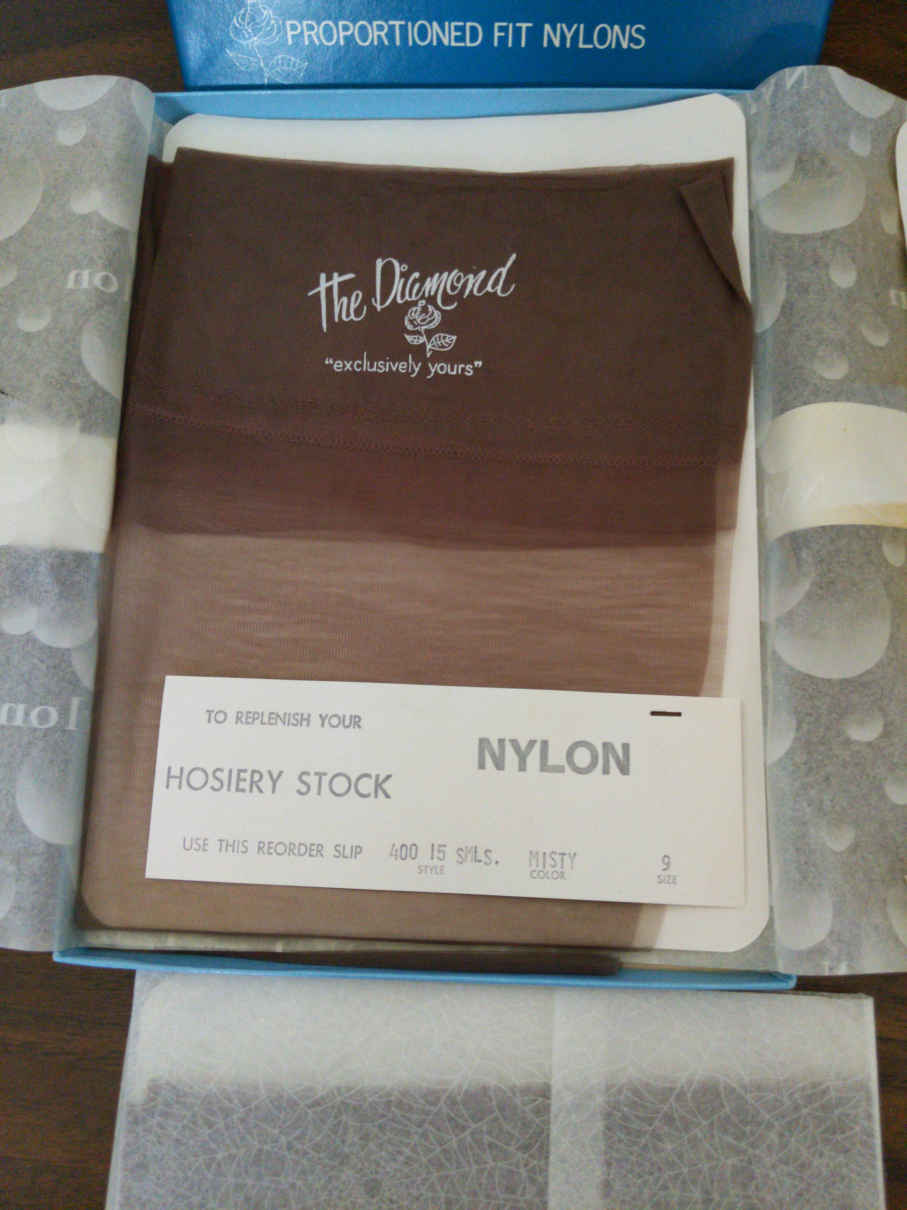 PROPORTIONED FIT NYLONS
the Diamond
"exclusively yours"
TO REPLENISH YOUR
NYLON
HOSIERY STOCK
USE THIS REORDER SLIP
400 15 SMLS.
STYLE
MISTY
COLOR
9
SIZE